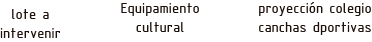 lote a
intervenir
Equipamiento
cultural
proyección colegio
canchas dportivas